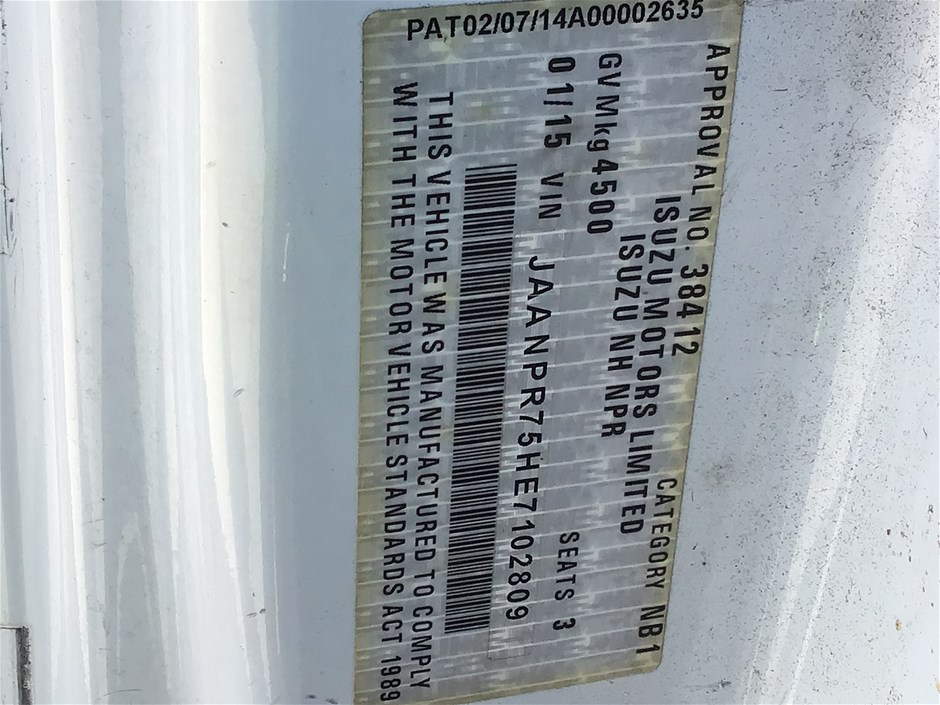 PAT02/07/14A00002635
APPROVAL NO. 38412 CATEGORY NB1
ISUZU MOTORS LIMITED
ISUZU NH NPR
GVMkg 4500
01/15 VIN JAANPR75HE7102809 SEATS 3
THIS VEHICLE WAS MANUFACTURED TO COMPLY
WITH THE MOTOR VEHICLE STANDARDS ACT 1989